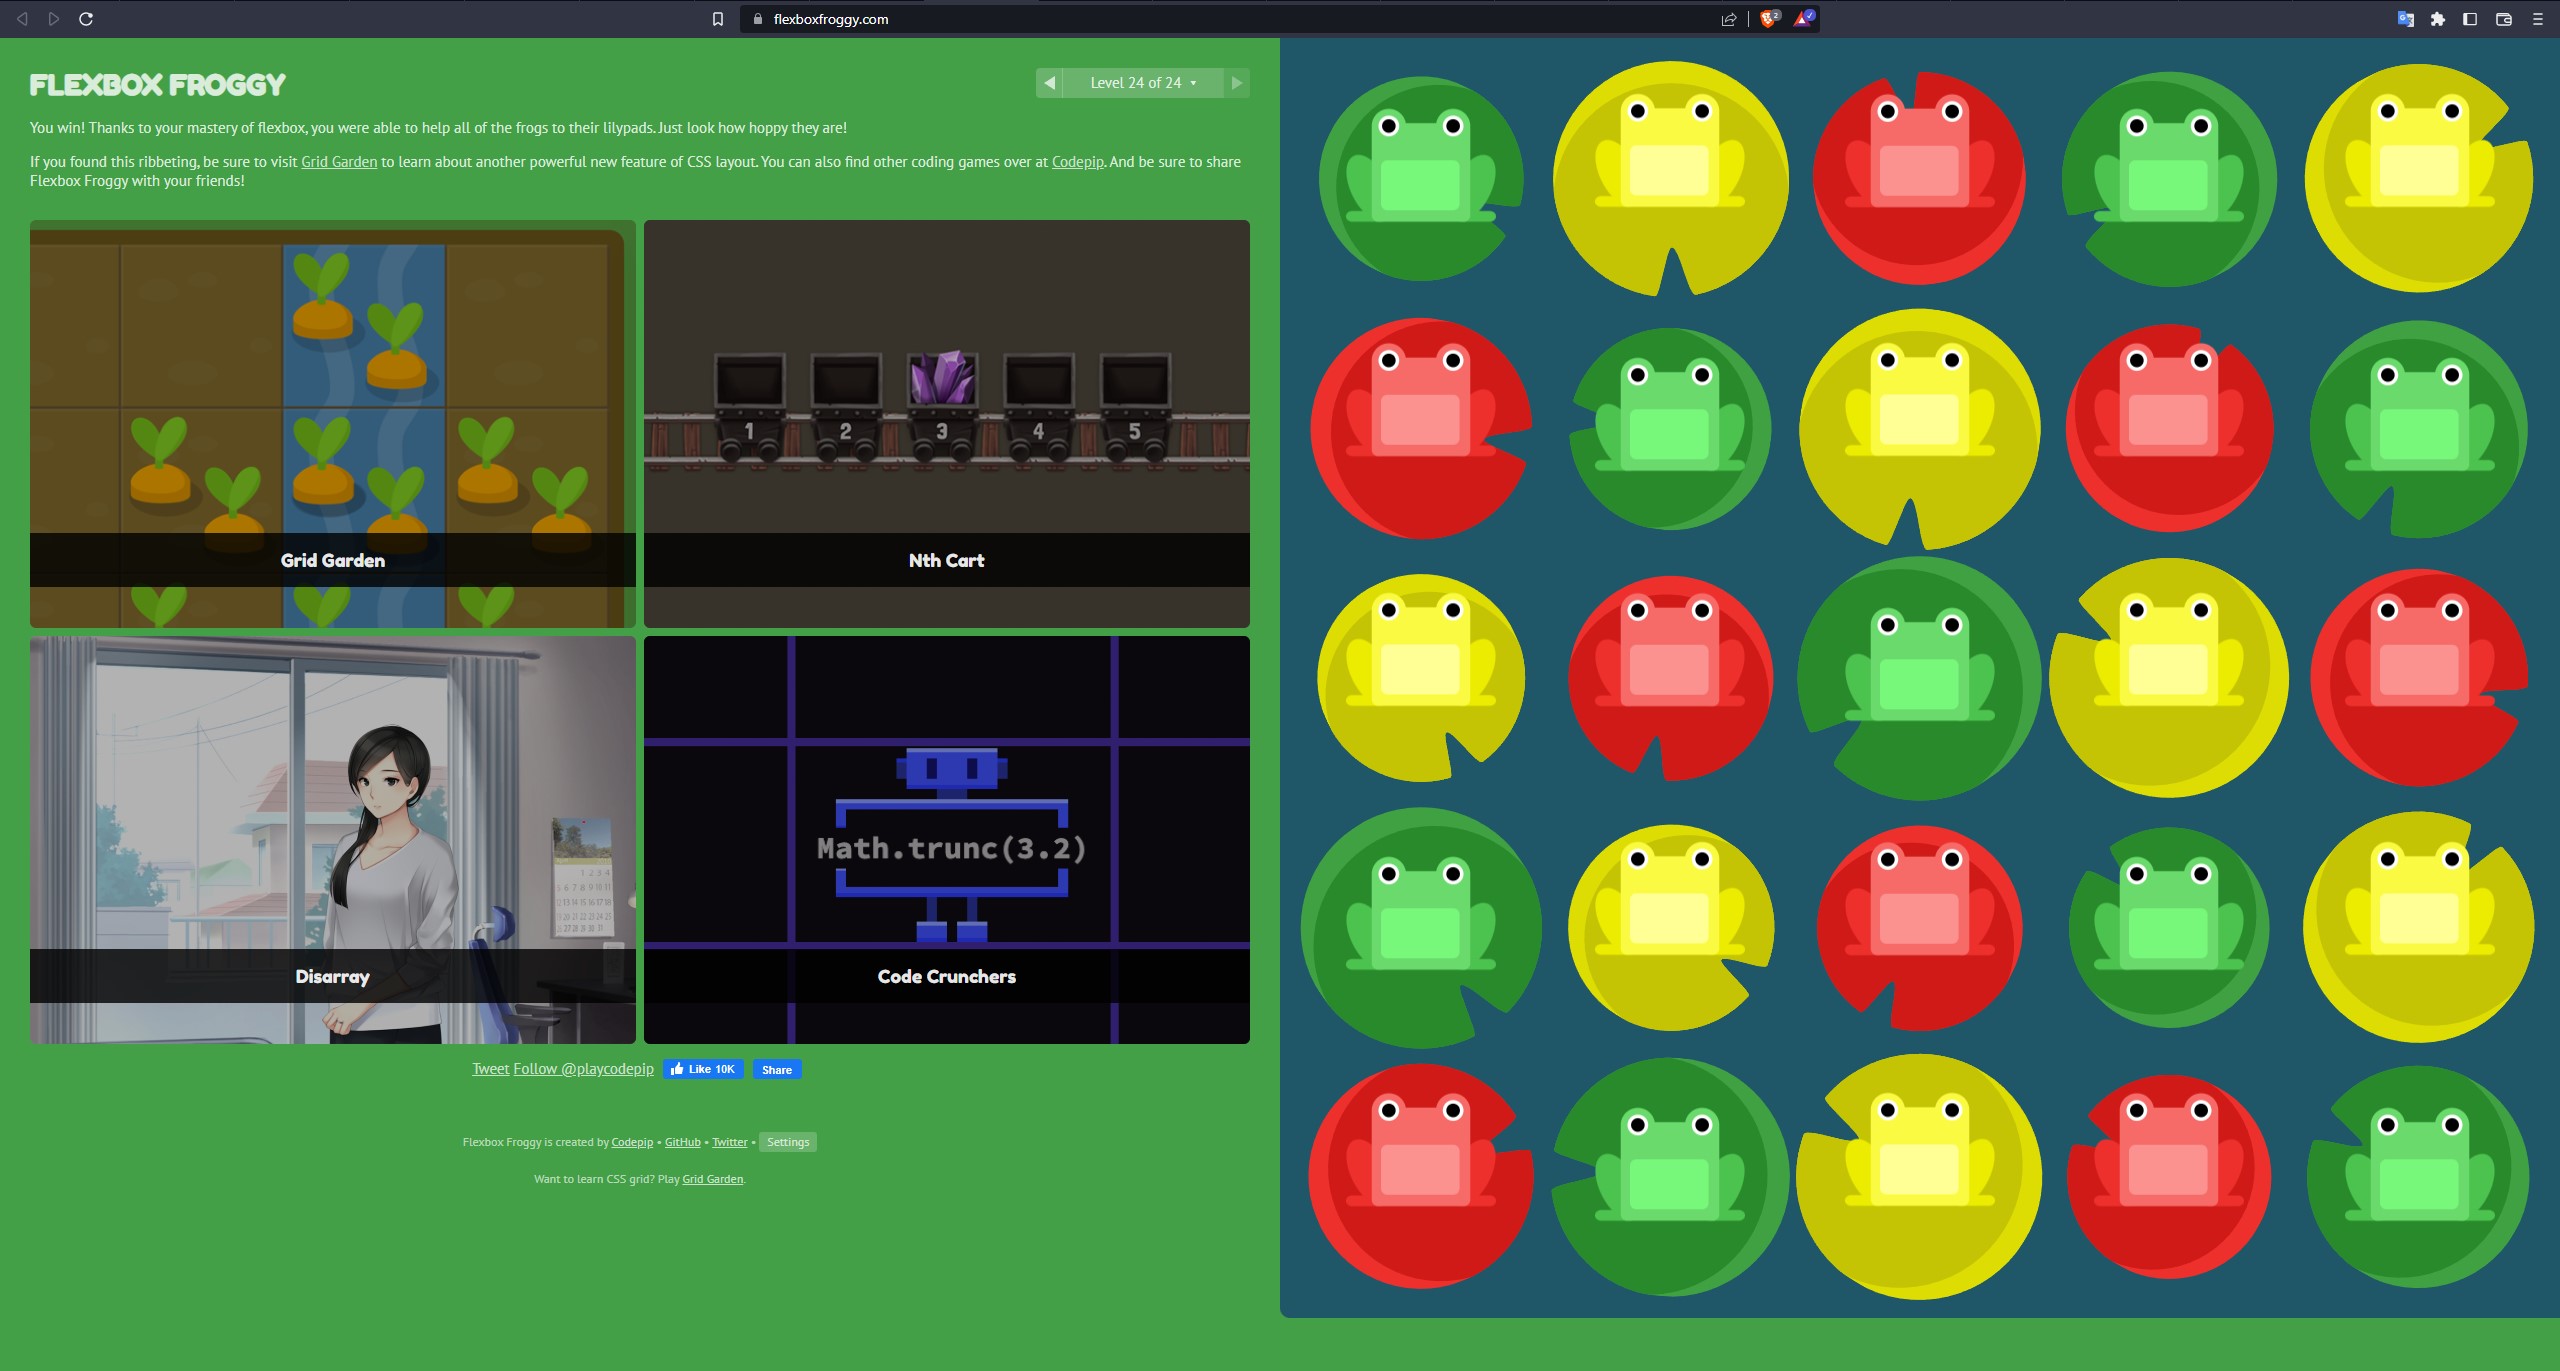 flexboxfroggy.com
2
FLEXBOX FROGGY
Level 24 of 24
You win! Thanks to your mastery of flexbox, you were able to help all of the frogs to their lilypads. Just look how hoppy they are!
If you found this ribbeting, be sure to visit Grid Garden to learn about another powerful new feature of CSS layout. You can also find other coding games over at Codepip. And be sure to share
Flexbox Froggy with your friends!
Grid Garden
1 2 3 4 5
Nth Cart
Disarray
Math.trunc(3.2)
Code Crunchers
Tweet Follow @playcodepip Like 10K Share
Flexbox Froggy is created by Codepip • GitHub • Twitter • Settings
Want to learn CSS grid? Play Grid Garden.